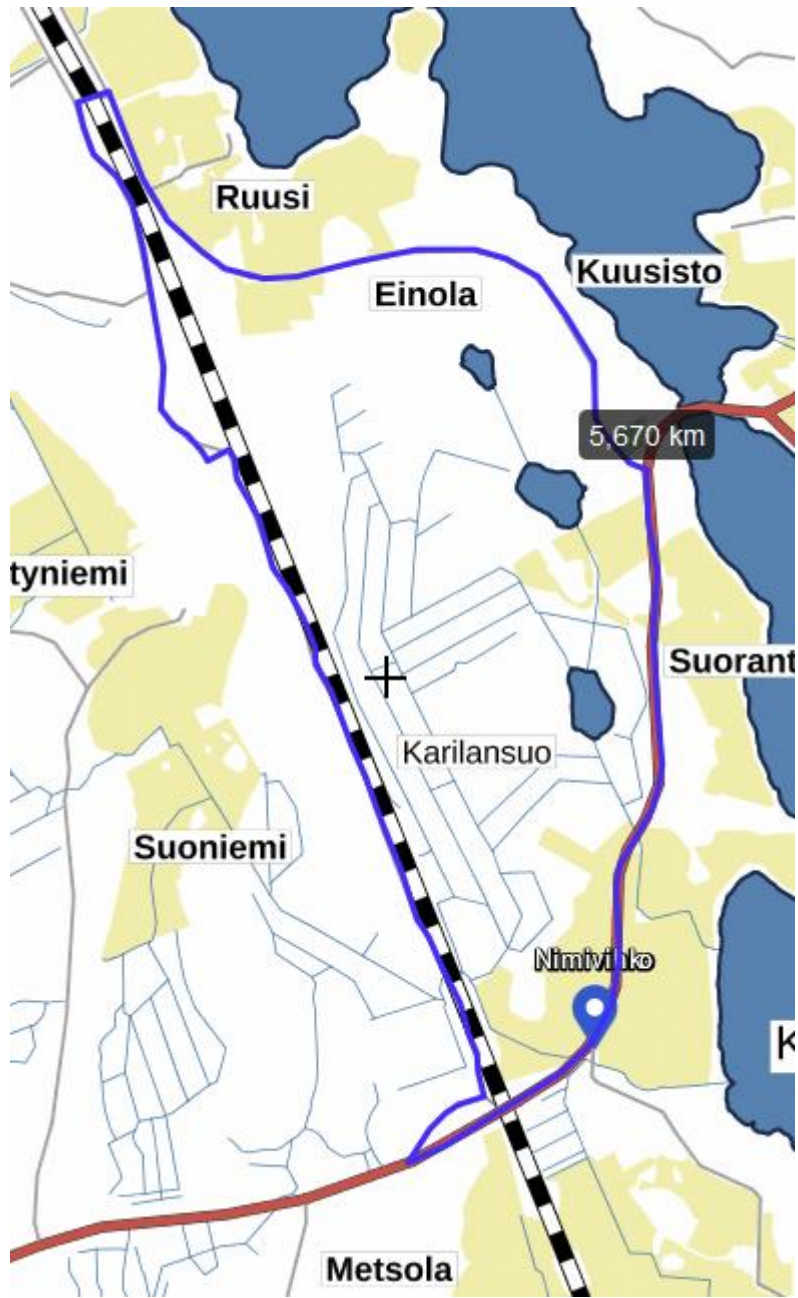 Ruusi
Kuusisto
Einola
5,670 km
tyniemi
Suorant
Karilansuo
Suoniemi
Nimivihko
K
Metsola